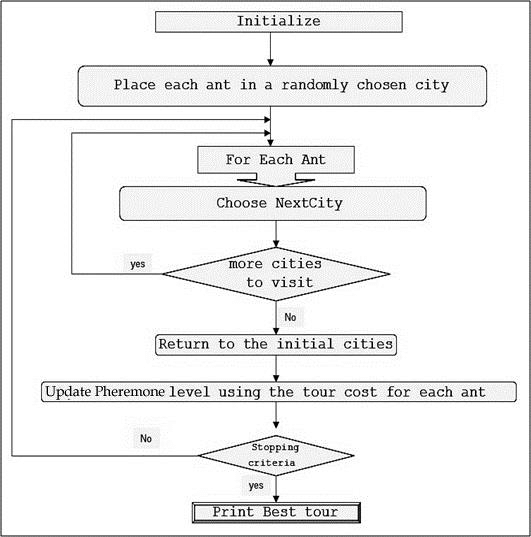 Initialize
Place each ant in a randomly chosen city
For Each Ant
Choose NextCity
yes
more cities
to visit
No
Return to the initial cities
Update Pheremone level using the tour cost for each ant
No
Stopping
criteria
yes
Print Best tour